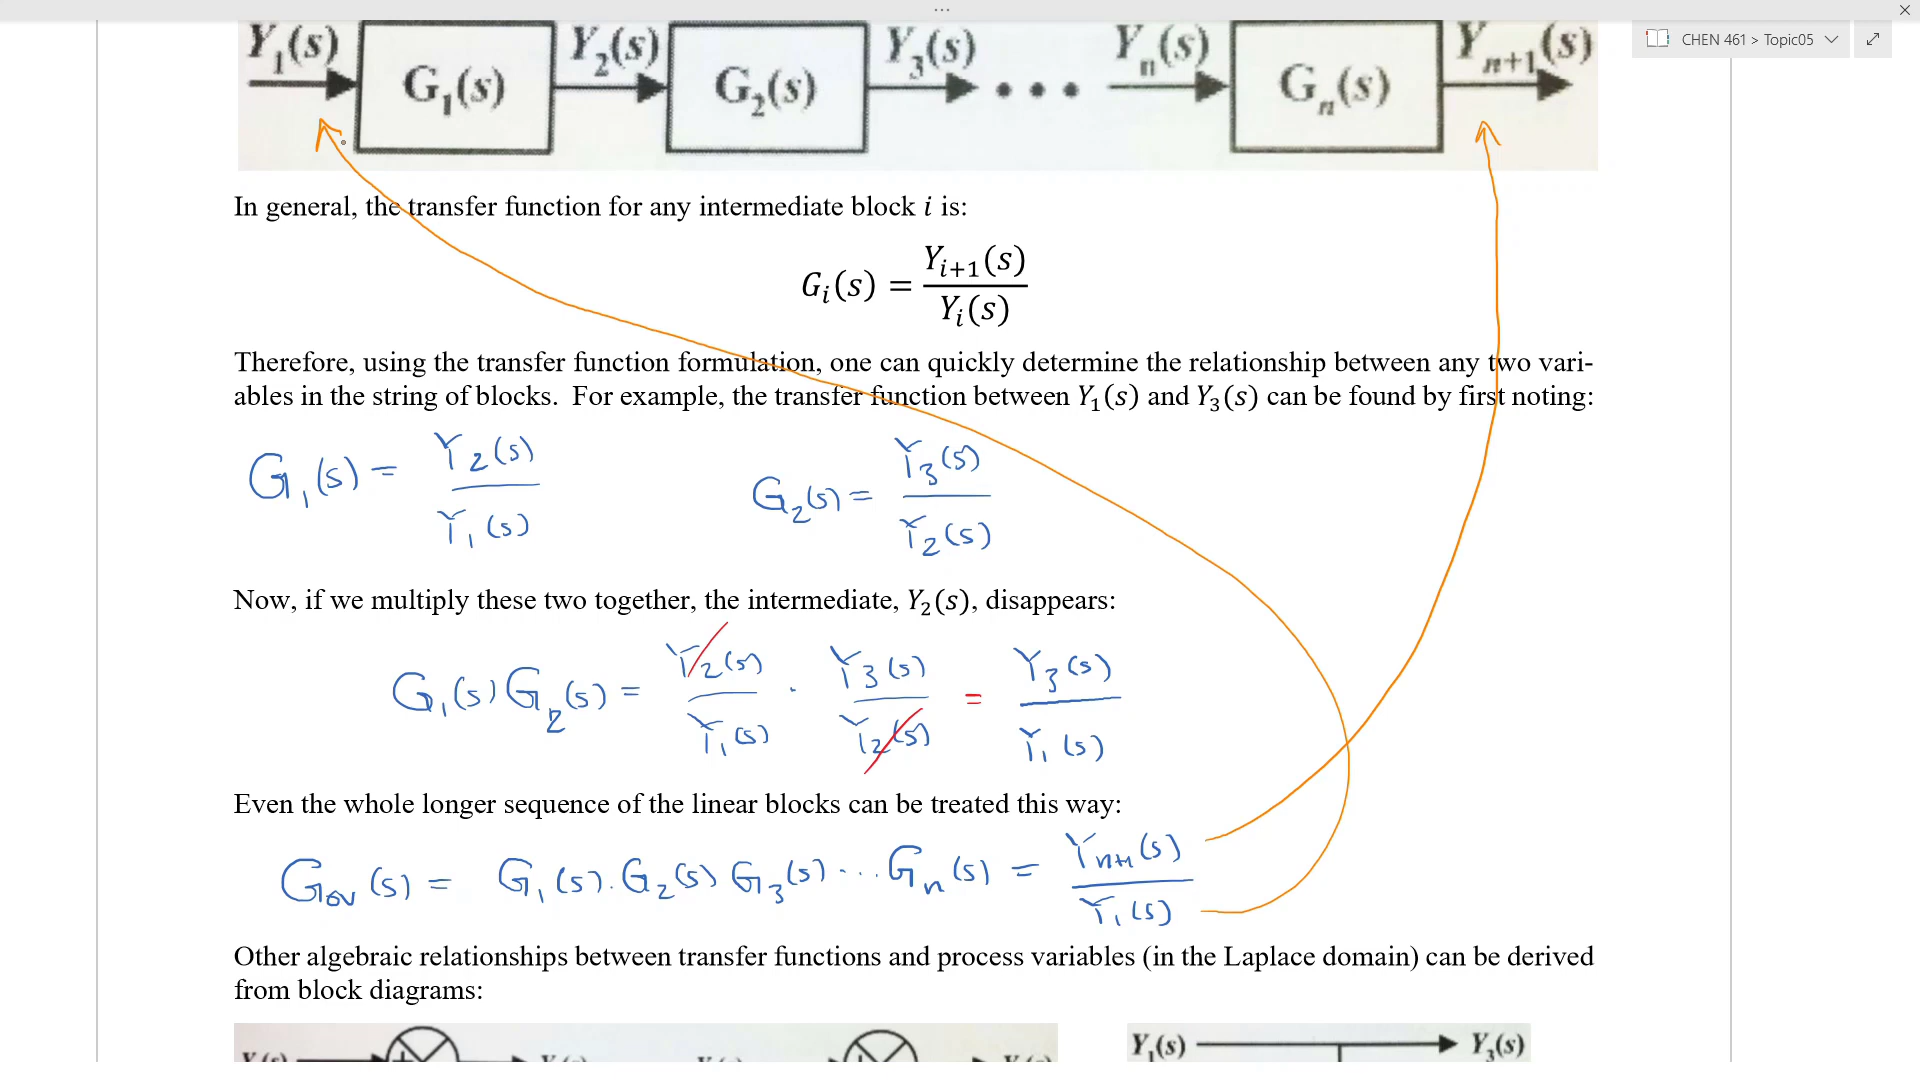 CHEN 461 > Topic05
Y₁(s) G₁(s) Y₂(s) G₂(s) Y₃(s) • • • Yₙ(s) Gₙ(s) Yₙ₊₁(s)
In general, the transfer function for any intermediate block i is:
Gᵢ(s) = Yᵢ₊₁(s) / Yᵢ(s)
Therefore, using the transfer function formulation, one can quickly determine the relationship between any two vari-
ables in the string of blocks. For example, the transfer function between Y₁(s) and Y₃(s) can be found by first noting:
G₁(s) = Y₂(s) / Y₁(s) G₂(s) = Y₃(s) / Y₂(s)
Now, if we multiply these two together, the intermediate, Y₂(s), disappears:
G₁(s) G₂(s) = Y₂(s) / Y₁(s) · Y₃(s) / Y₂(s) = Y₃(s) / Y₁(s)
Even the whole longer sequence of the linear blocks can be treated this way:
Gov(s) = G₁(s) · G₂(s) G₃(s) ··· Gₙ(s) = Yₙ₊₁(s) / Y₁(s)
Other algebraic relationships between transfer functions and process variables (in the Laplace domain) can be derived
from block diagrams:
Y₁(s) Y₃(s)